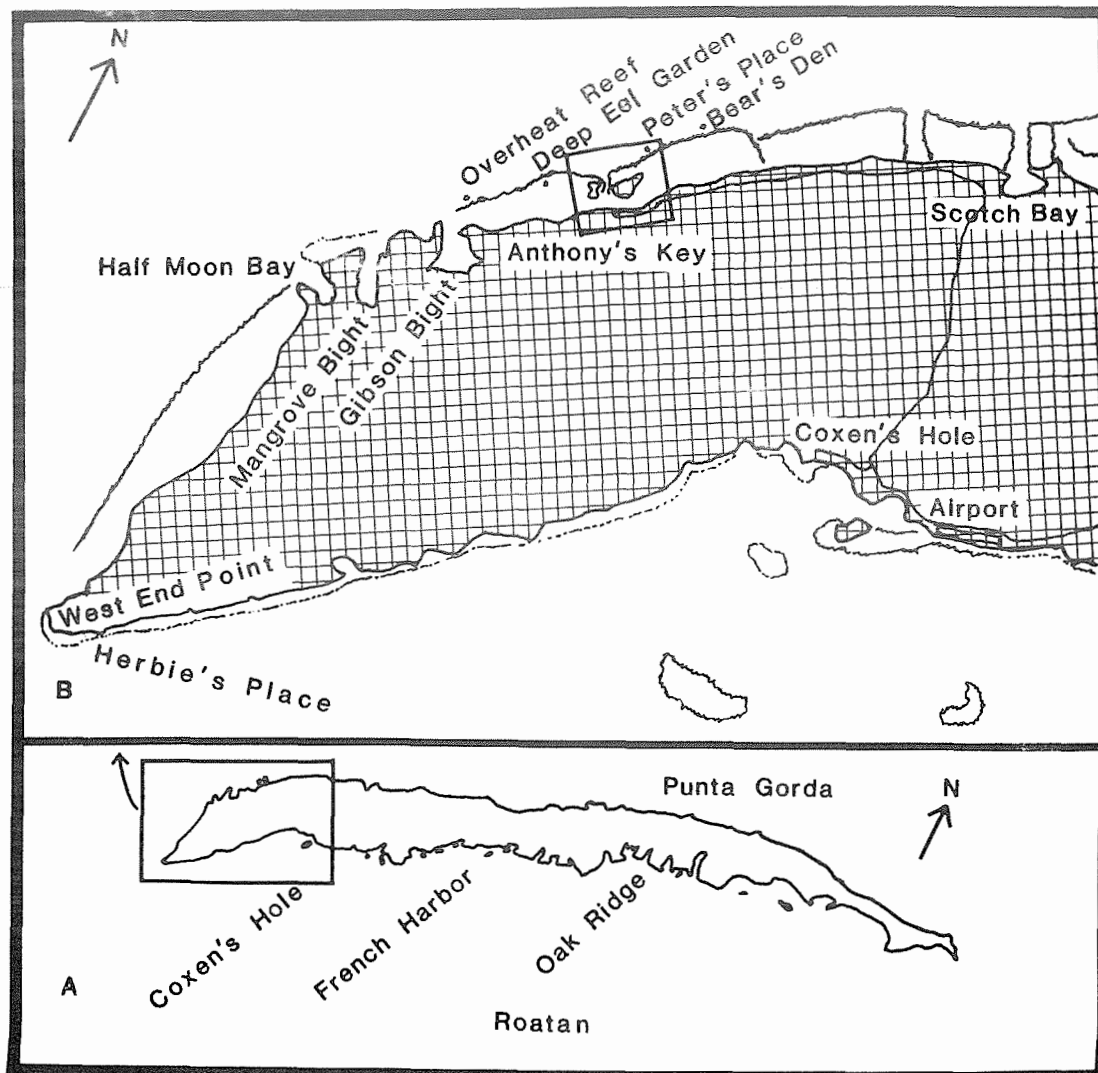 N
Overheat Reef
Deep Eel Garden
Peter's Place
Bear's Den
Scotch Bay
Anthony's Key
Half Moon Bay
Mangrove Bight
Gibson Bight
Coxen's Hole
Airport
West End Point
Herbie's Place
B
Punta Gorda
N
Coxen's Hole
French Harbor
Oak Ridge
A
Roatan